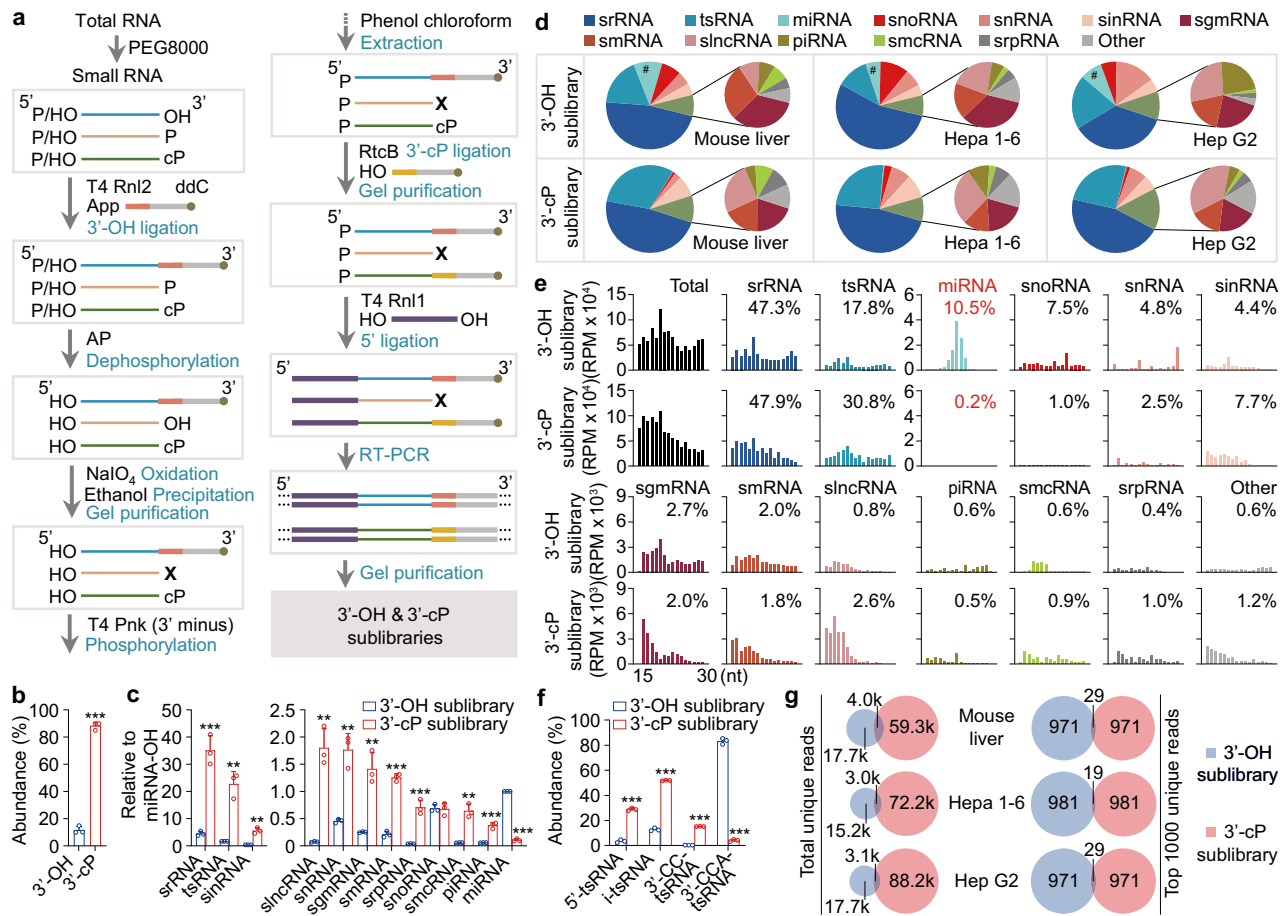 a
Total RNA
PEG8000
Small RNA
5’ 3’
P/HO OH
P/HO P
P/HO cP
T4 Rnl2 ddC
App
3’-OH ligation
5’ 3’
P/HO
P/HO P
P/HO cP
AP
Dephosphorylation
5’ 3’
HO
HO OH
HO cP
NaIO4 Oxidation
Ethanol Precipitation
Gel purification
5’ 3’
HO
HO X
HO cP
T4 Pnk (3’ minus)
Phosphorylation
Phenol chloroform
Extraction
5’ 3’
P
P X
P cP
RtcB 3’-cP ligation
HO
Gel purification
5’ 3’
P
P X
P
T4 Rnl1
HO OH
5’ ligation
5’ 3’
X
RT-PCR
5’ 3’
Gel purification
3’-OH & 3’-cP
sublibraries
b
Abundance (%)
100
80
60
40
20
0
***
3’-OH
3’-cP
c
Relative to
miRNA-OH
50
40
30
20
10
0
***
**
**
srRNA
tsRNA
sinRNA
3’-OH sublibrary
3’-cP sublibrary
2.5
2.0
1.5
1.0
0.5
0
** ** ** *** *** ** *** ***
slncRNA
snRNA
sgmRNA
smRNA
srpRNA
snoRNA
smcRNA
piRNA
miRNA
d
srRNA tsRNA miRNA snoRNA snRNA sinRNA sgmRNA
smRNA slncRNA piRNA smcRNA srpRNA Other
3’-OH
sublibrary
#
Mouse liver
#
Hepa 1-6
#
Hep G2
3’-cP
sublibrary
Mouse liver
Hepa 1-6
Hep G2
e
Total srRNA tsRNA miRNA snoRNA snRNA sinRNA
47.3% 17.8% 10.5% 7.5% 4.8% 4.4%
3’-OH
sublibrary
(RPM x 104)
15
10
5
0
6
4
2
0
3’-cP
sublibrary
(RPM x 104)
47.9% 30.8% 0.2% 1.0% 2.5% 7.7%
15
10
5
0
6
4
2
0
sgmRNA smRNA slncRNA piRNA smcRNA srpRNA Other
2.7% 2.0% 0.8% 0.6% 0.6% 0.4% 0.6%
3’-OH
sublibrary
(RPM x 103)
9
6
3
0
3’-cP
sublibrary
(RPM x 103)
2.0% 1.8% 2.6% 0.5% 0.9% 1.0% 1.2%
9
6
3
0
15 30 (nt)
f
3’-OH sublibrary
3’-cP sublibrary
Abundance (%)
100
80
60
40
20
0
*** *** *** ***
5’-tsRNA
i-tsRNA
3’-CC-
tsRNA
3’-CCA-
tsRNA
g
Total unique reads
4.0k
59.3k
17.7k
Mouse
liver
29
971 971
3.0k
72.2k
15.2k
Hepa 1-6
19
981 981
3.1k
88.2k
17.7k
Hep G2
29
971 971
Top 1000 unique reads
3’-OH
sublibrary
3’-cP
sublibrary